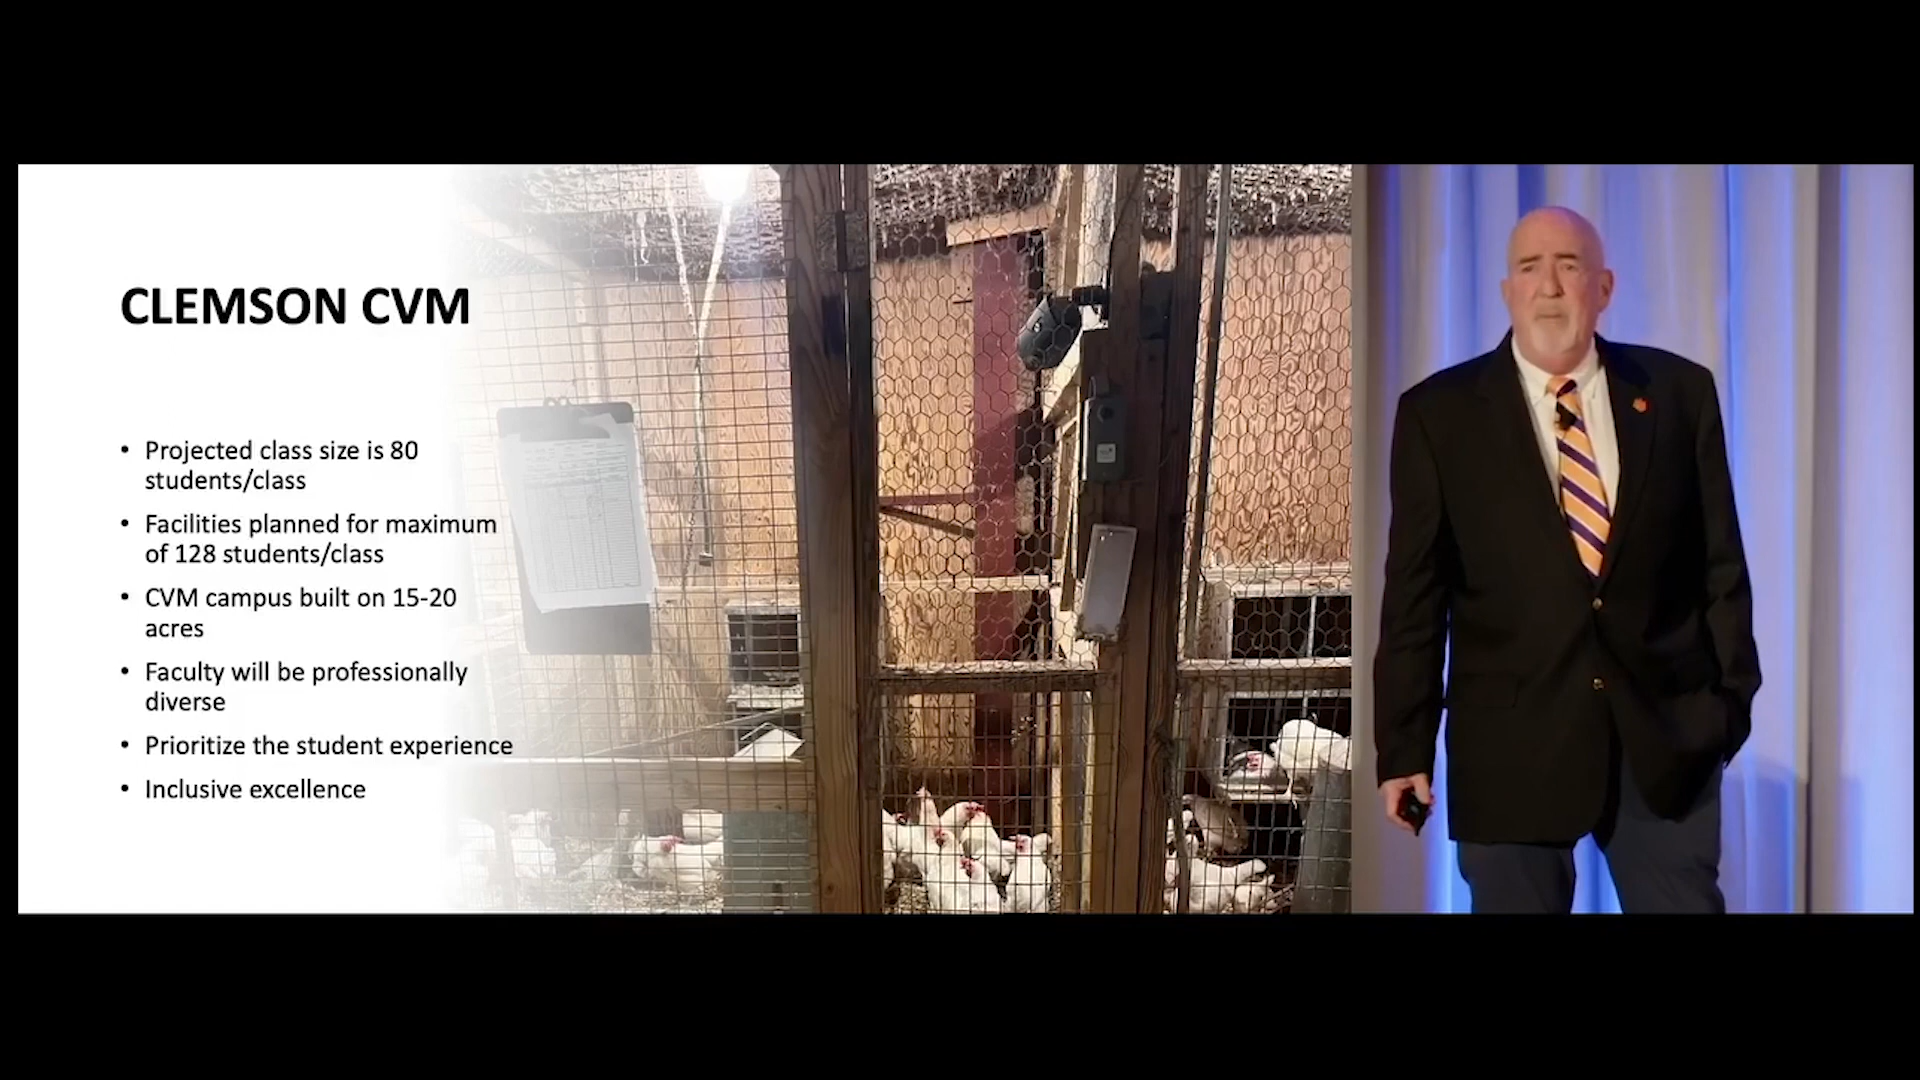 CLEMSON CVM
• Projected class size is 80
students/class
• Facilities planned for maximum
of 128 students/class
• CVM campus built on 15-20
acres
• Faculty will be professionally
diverse
• Prioritize the student experience
• Inclusive excellence